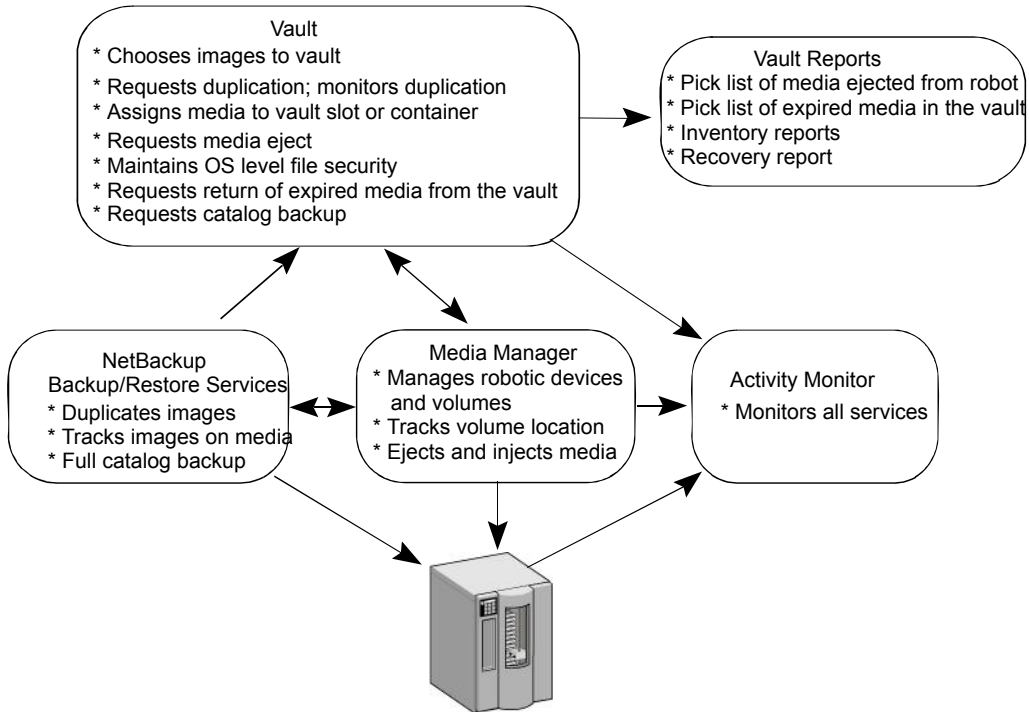 Vault
* Chooses images to vault
* Requests duplication; monitors duplication
* Assigns media to vault slot or container
* Requests media eject
* Maintains OS level file security
* Requests return of expired media from the vault
* Requests catalog backup
Vault Reports
* Pick list of media ejected from robot
* Pick list of expired media in the vault
* Inventory reports
* Recovery report
NetBackup
Backup/Restore Services
* Duplicates images
* Tracks images on media
* Full catalog backup
Media Manager
* Manages robotic devices
and volumes
* Tracks volume location
* Ejects and injects media
Activity Monitor
* Monitors all services